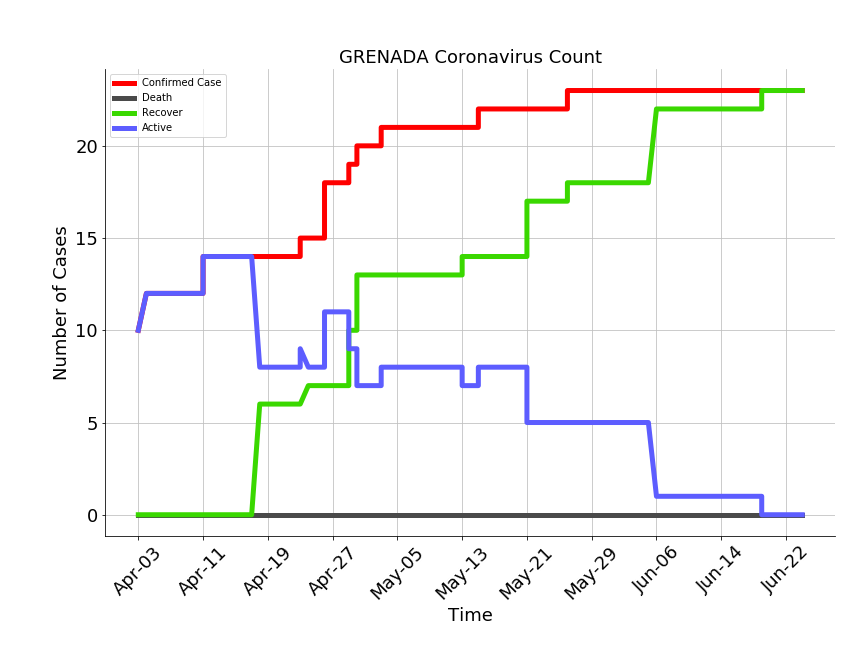 GRENADA Coronavirus Count
Confirmed Case
Death
Recover
Active
Number of Cases
20
15
10
5
0
Apr-03
Apr-11
Apr-19
Apr-27
May-05
May-13
May-21
May-29
Jun-06
Jun-14
Jun-22
Time